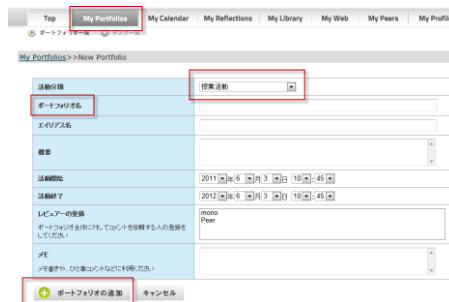 Top My Portfolios My Calendar My Reflections My Library My Web My Peers My Profil
ポートフォリオ一覧
My Portfolios>>New Portfolio
活動分類 授業活動
ポートフォリオ名
エイリアス名
概要
活動開始 2011 年 6 月 3 日 10 : 45
活動終了 2012 年 6 月 3 日 10 : 45
レビュアーの登録
ポートフォリオ全体に対してコメントを依頼する人の登録を
してください
morio
Peer
メモ
メモ書きや、ひと事コメントなどに利用ください
ポートフォリオの追加 キャンセル